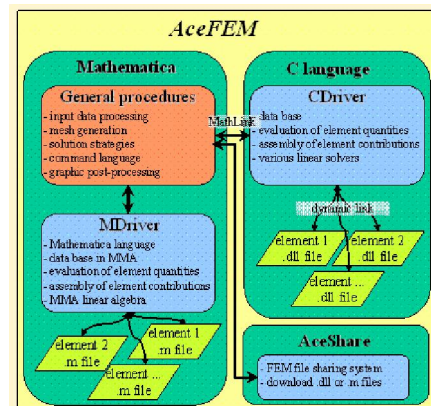 AceFEM
Mathematica
General procedures
- input data processing
- mesh generation
- solution strategies
- command language
- graphic post-processing
MathLink
MDriver
- Mathematica language
- data base in MMA
- evaluation of element quantities
- assembly of element contributions
- MMA linear algebra
element 1
.m file
element 2
.m file
element ...
.m file
C language
CDriver
- data base
- evaluation of element quantities
- assembly of element contributions
- various linear solvers
dynamic link
element 1
.dll file
element 2
.dll file
element ...
.dll file
AceShare
- FEM file sharing system
- download .dll or .m files